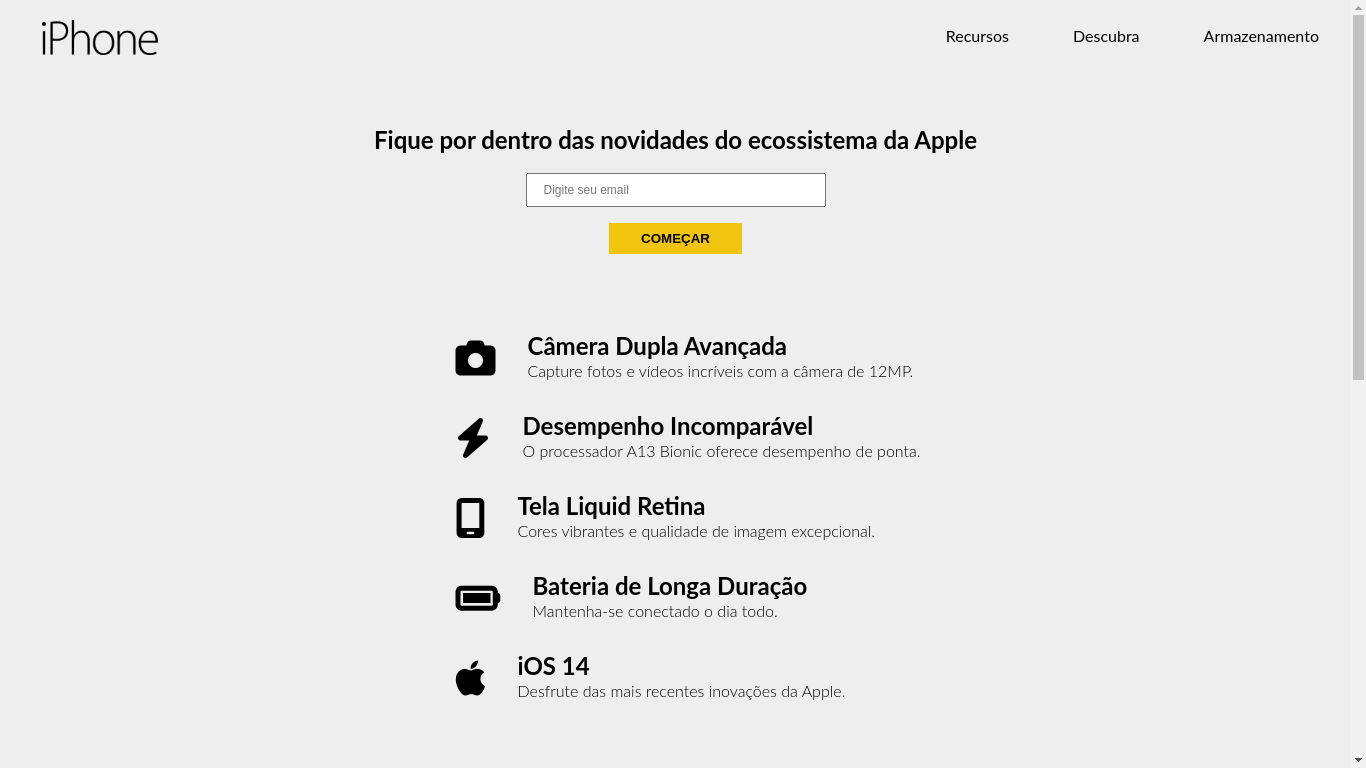 iPhone
Recursos
Descubra
Armazenamento
Fique por dentro das novidades do ecossistema da Apple
Digite seu email
COMEÇAR
Câmera Dupla Avançada
Capture fotos e vídeos incríveis com a câmera de 12MP.
Desempenho Incomparável
O processador A13 Bionic oferece desempenho de ponta.
Tela Liquid Retina
Cores vibrantes e qualidade de imagem excepcional.
Bateria de Longa Duração
Mantenha-se conectado o dia todo.
iOS 14
Desfrute das mais recentes inovações da Apple.